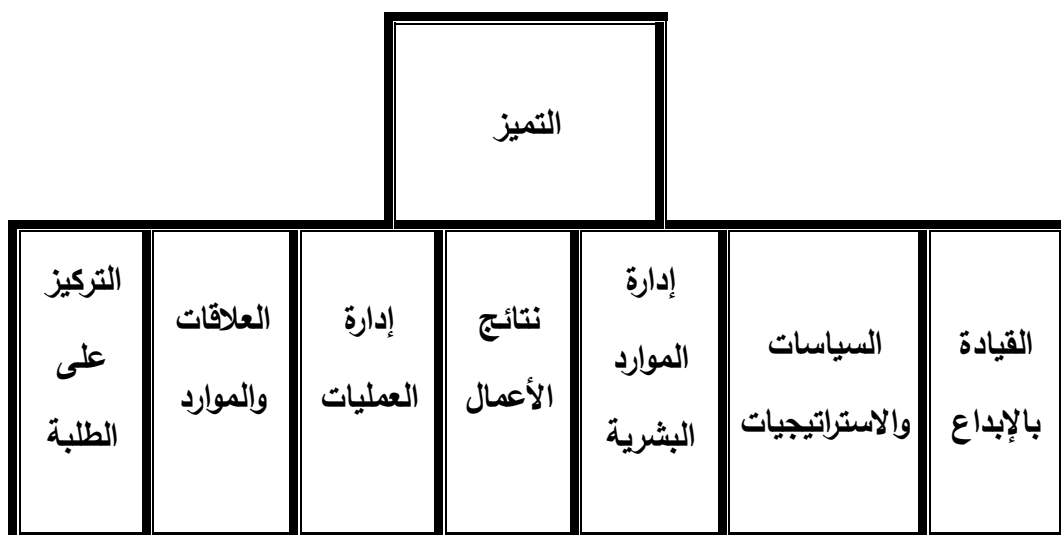 التميز
القيادة
بالإبداع
السياسات
والاستراتيجيات
إدارة
الموارد
البشرية
نتائج
الأعمال
إدارة
العمليات
العلاقات
والموارد
التركيز
على
الطلبة